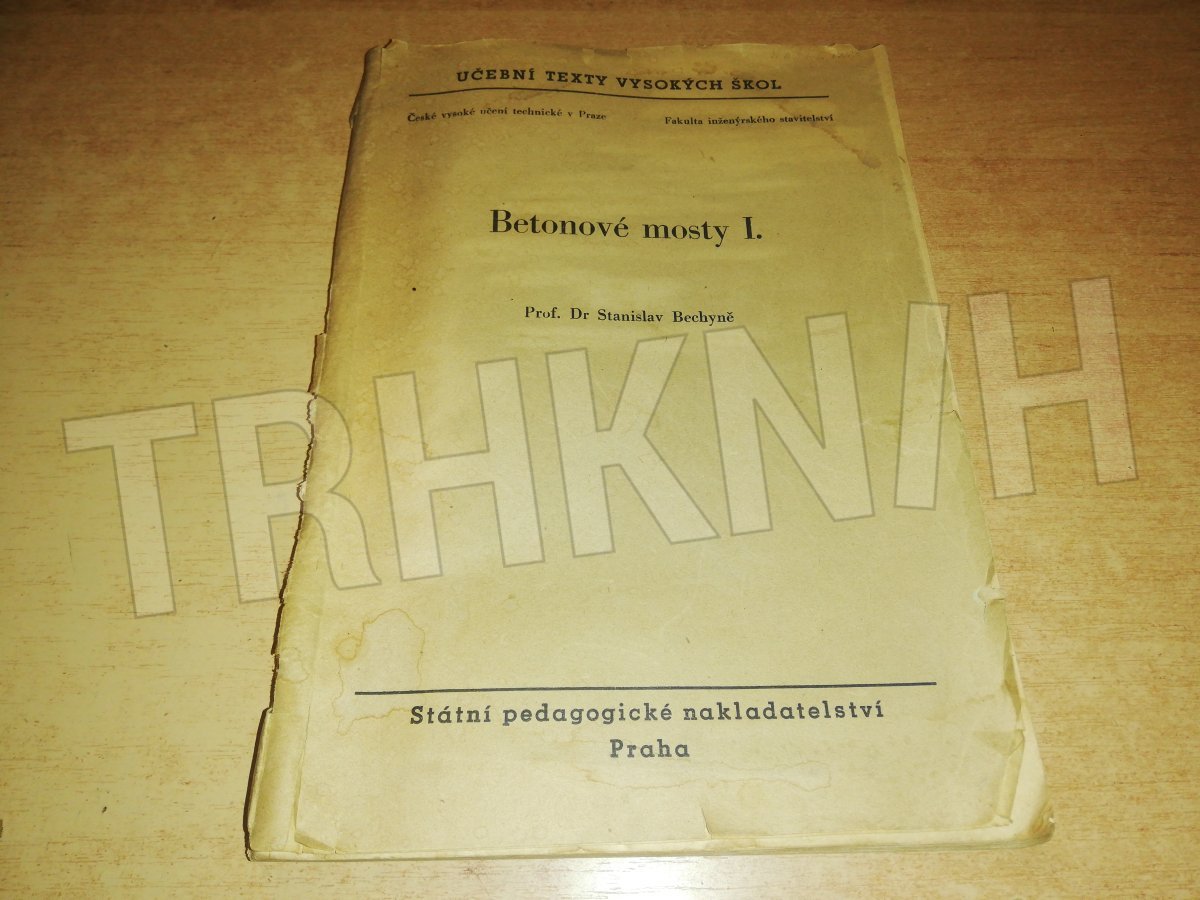 UČEBNÍ TEXTY VYSOKÝCH ŠKOL
České vysoké učení technické v Praze Fakulta inženýrského stavitelství
Betonové mosty I.
Prof. Dr Stanislav Bechyně
TRHKNIH
Státní pedagogické nakladatelství
Praha